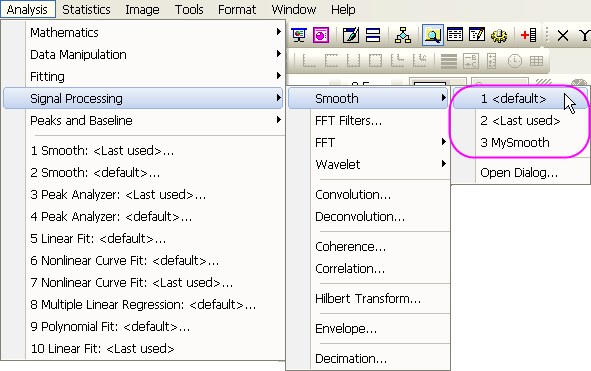 Analysis Statistics Image Tools Format Window Help
Mathematics
Data Manipulation
Fitting
Signal Processing
Peaks and Baseline
1 Smooth: <Last used>...
2 Smooth: <default>...
3 Peak Analyzer: <Last used>...
4 Peak Analyzer: <default>...
5 Linear Fit: <default>...
6 Nonlinear Curve Fit: <default>...
7 Nonlinear Curve Fit: <Last used>...
8 Multiple Linear Regression: <default>...
9 Polynomial Fit: <default>...
10 Linear Fit: <Last used>
Smooth
FFT Filters...
FFT
Wavelet
Convolution...
Deconvolution...
Coherence...
Correlation...
Hilbert Transform...
Envelope...
Decimation...
1 <default>
2 <Last used>
3 MySmooth
Open Dialog...